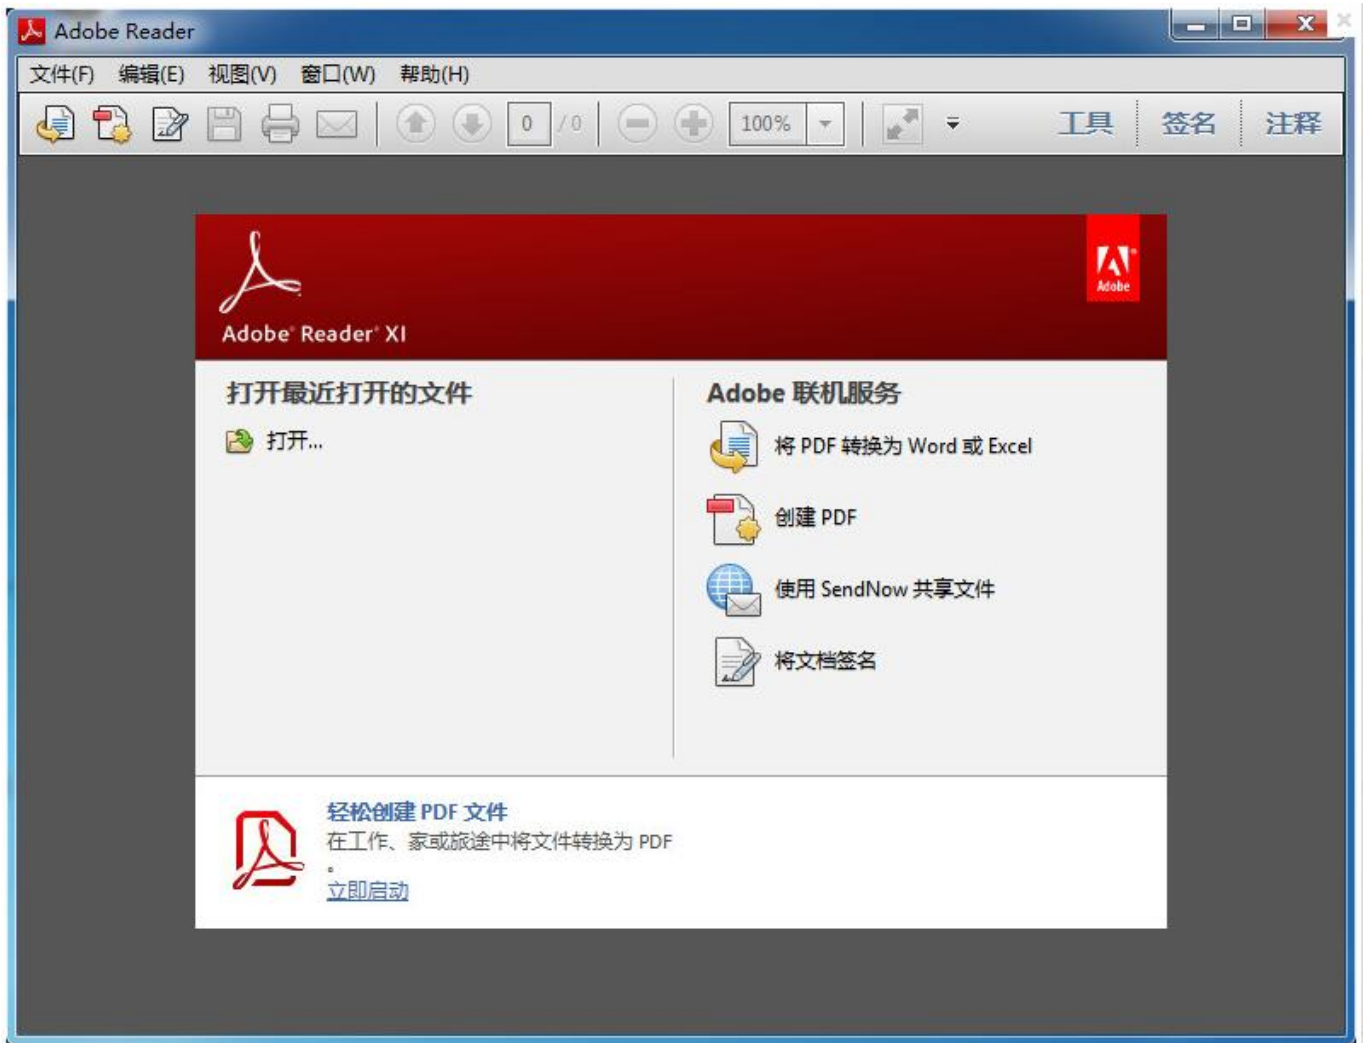 Adobe Reader
文件(F) 编辑(E) 视图(V) 窗口(W) 帮助(H)
0 / 0 100% 工具 签名 注释
Adibe
Adobe® Reader® XI
打开最近打开的文件
打开...
Adobe 联机服务
将 PDF 转换为 Word 或 Excel
创建 PDF
使用 SendNow 共享文件
将文档签名
轻松创建 PDF 文件
在工作、家或旅途中将文件转换为 PDF
。
立即启动